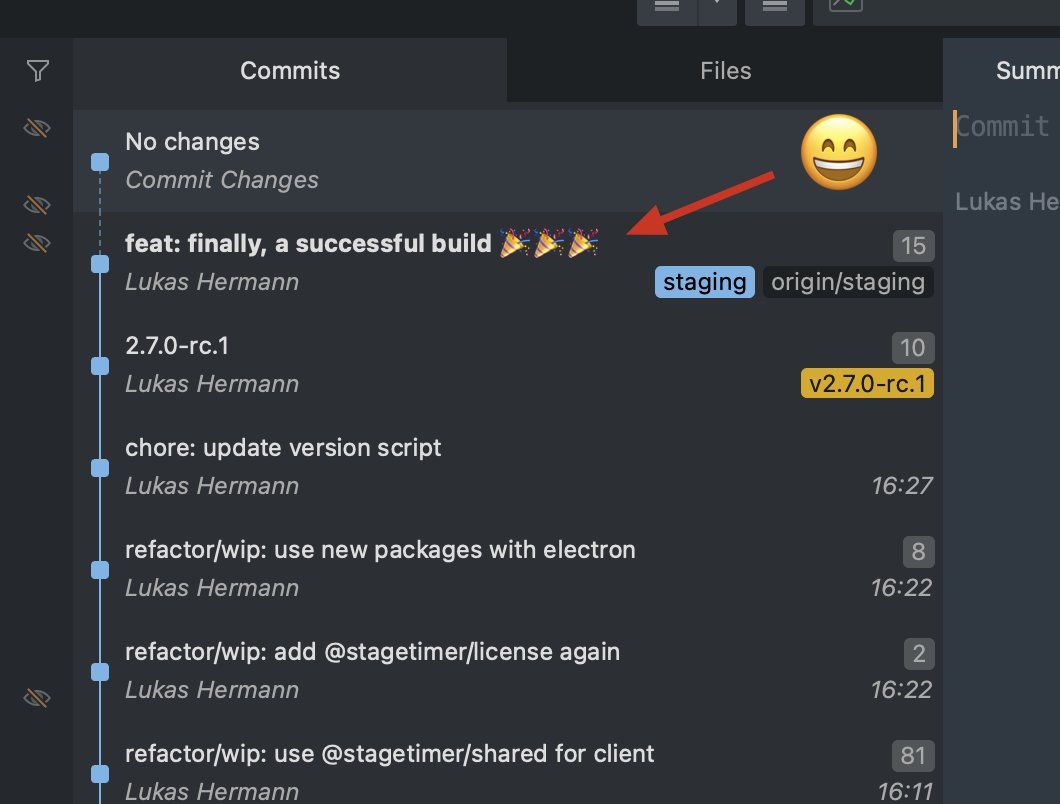 Commits
Files
Summ
No changes
Commit Changes
Commit
Lukas He
feat: finally, a successful build 🎉🎉🎉
15
Lukas Hermann
staging
origin/staging
2.7.0-rc.1
10
Lukas Hermann
v2.7.0-rc.1
chore: update version script
Lukas Hermann
16:27
refactor/wip: use new packages with electron
8
Lukas Hermann
16:22
refactor/wip: add @stagetimer/license again
2
Lukas Hermann
16:22
refactor/wip: use @stagetimer/shared for client
81
Lukas Hermann
16:11